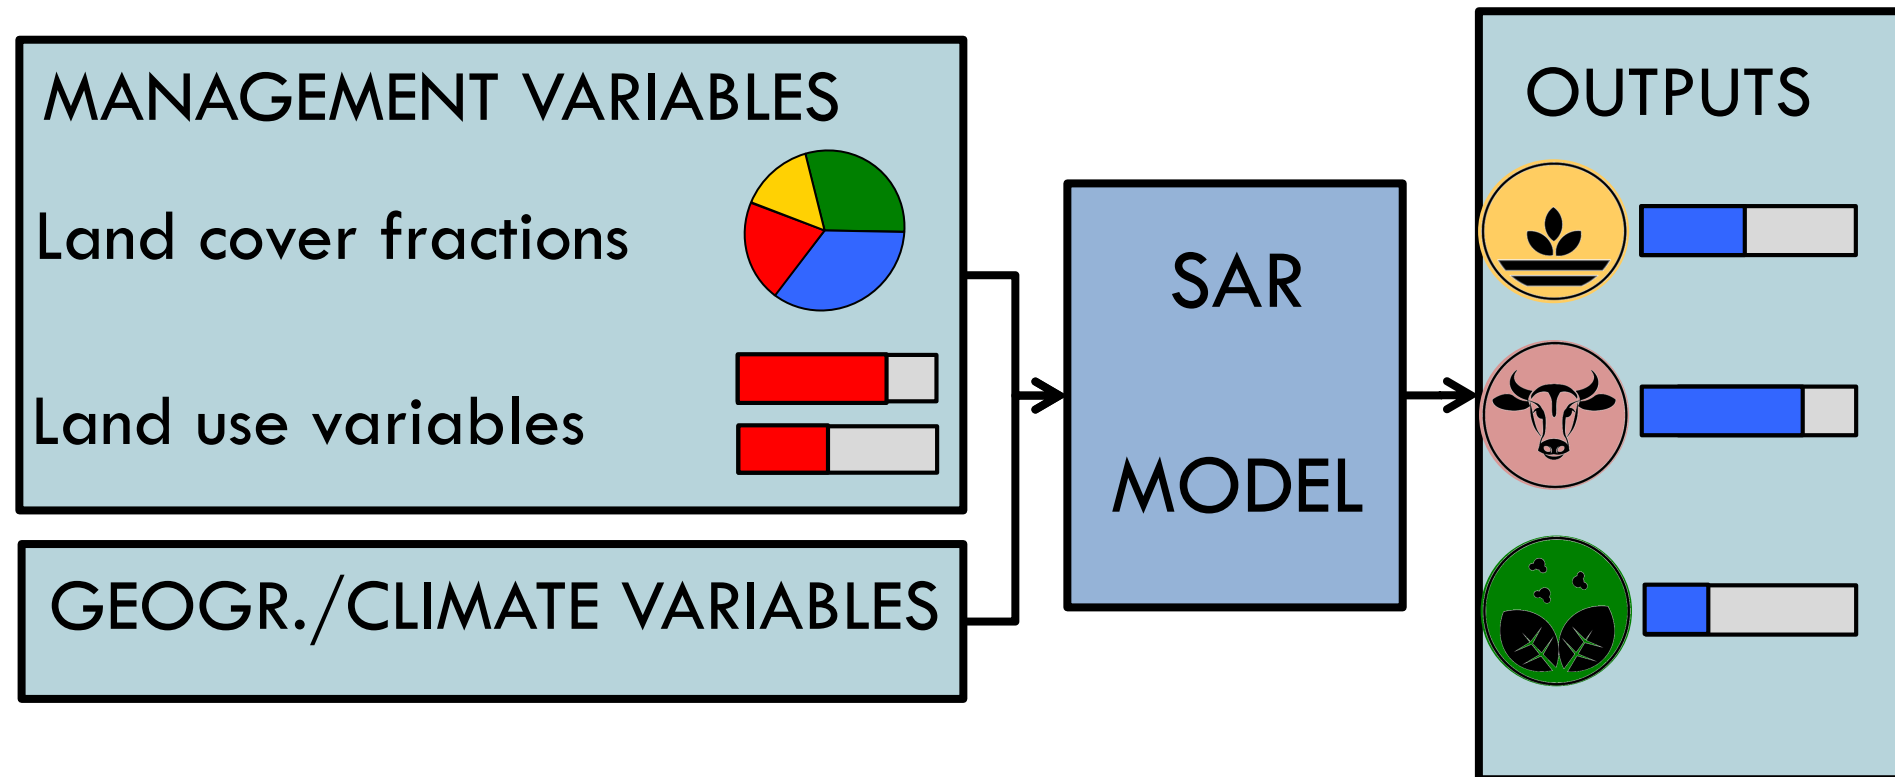 MANAGEMENT VARIABLES
Land cover fractions
Land use variables
GEOGR./CLIMATE VARIABLES
SAR
MODEL
OUTPUTS